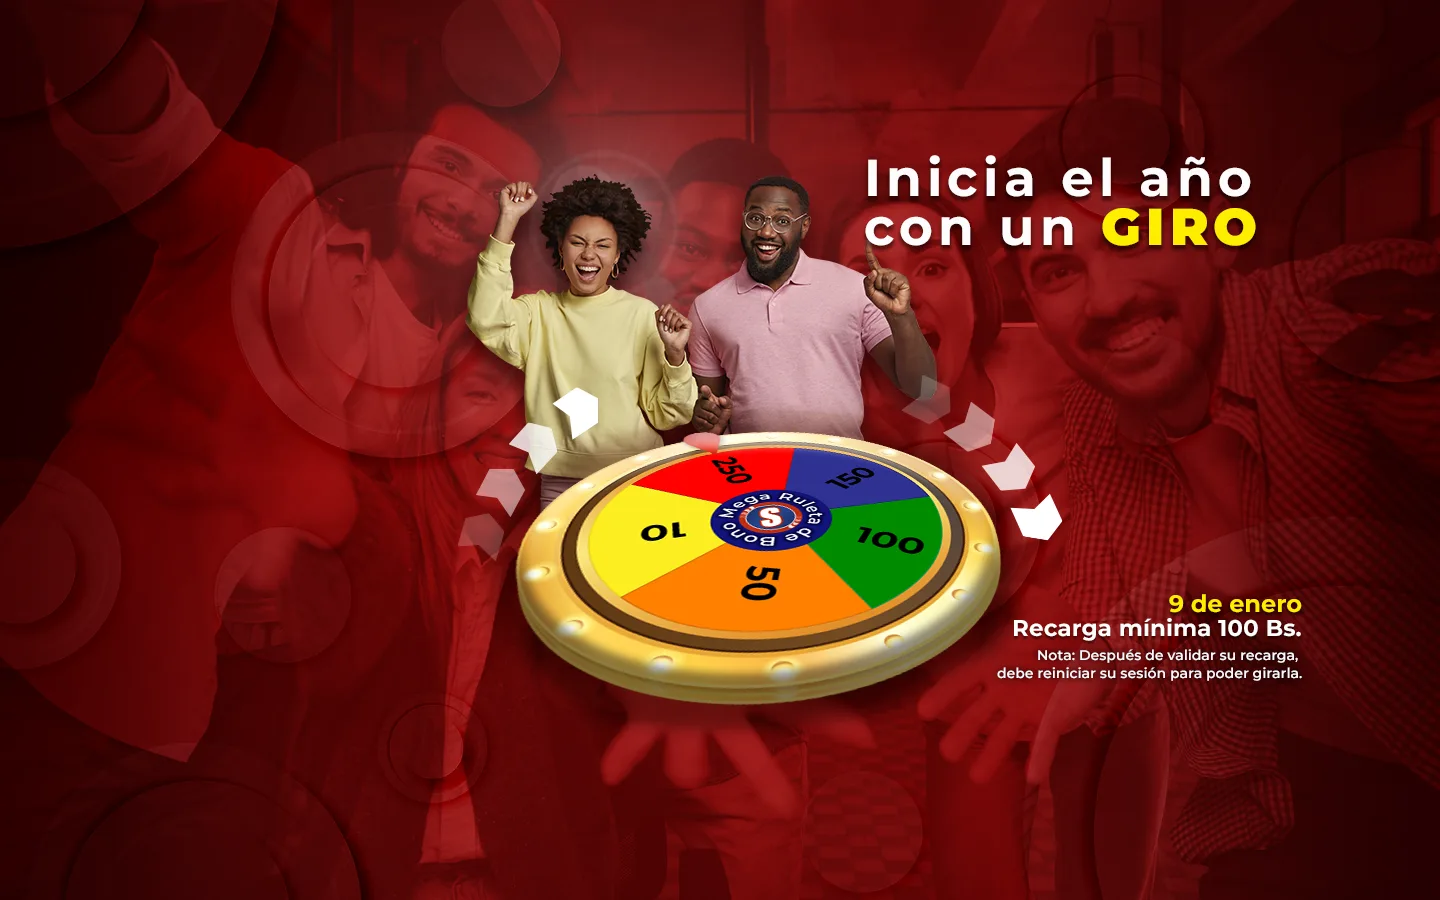 Inicia el año
con un GIRO
250
150
10
100
50
Mega Ruleta
de Bono
S
9 de enero
Recarga mínima 100 Bs.
Nota: Después de validar su recarga,
debe reiniciar su sesión para poder girarla.